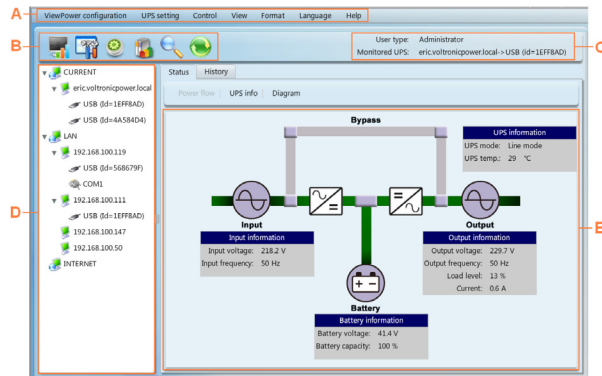 A
ViewPower configuration UPS setting Control View Format Language Help
B
User type: Administrator
Monitored UPS: eric.voltronicpower.local->USB (id=1EFF8AD)
C
CURRENT
eric.voltronicpower.local
USB (Id=1EFF8AD)
USB (Id=4A584D4)
LAN
192.168.100.119
USB (Id=568679F)
COM1
192.168.100.111
USB (Id=1EFF8AD)
192.168.100.147
192.168.100.50
INTERNET
D
Status History
Power flow UPS info Diagram
Bypass
UPS information
UPS mode: Line mode
UPS temp.: 29 °C
Input
Input information
Input voltage: 218.2 V
Input frequency: 50 Hz
Output
Output information
Output voltage: 229.7 V
Output frequency: 50 Hz
Load level: 13 %
Current: 0.6 A
Battery
Battery information
Battery voltage: 41.4 V
Battery capacity: 100 %
E